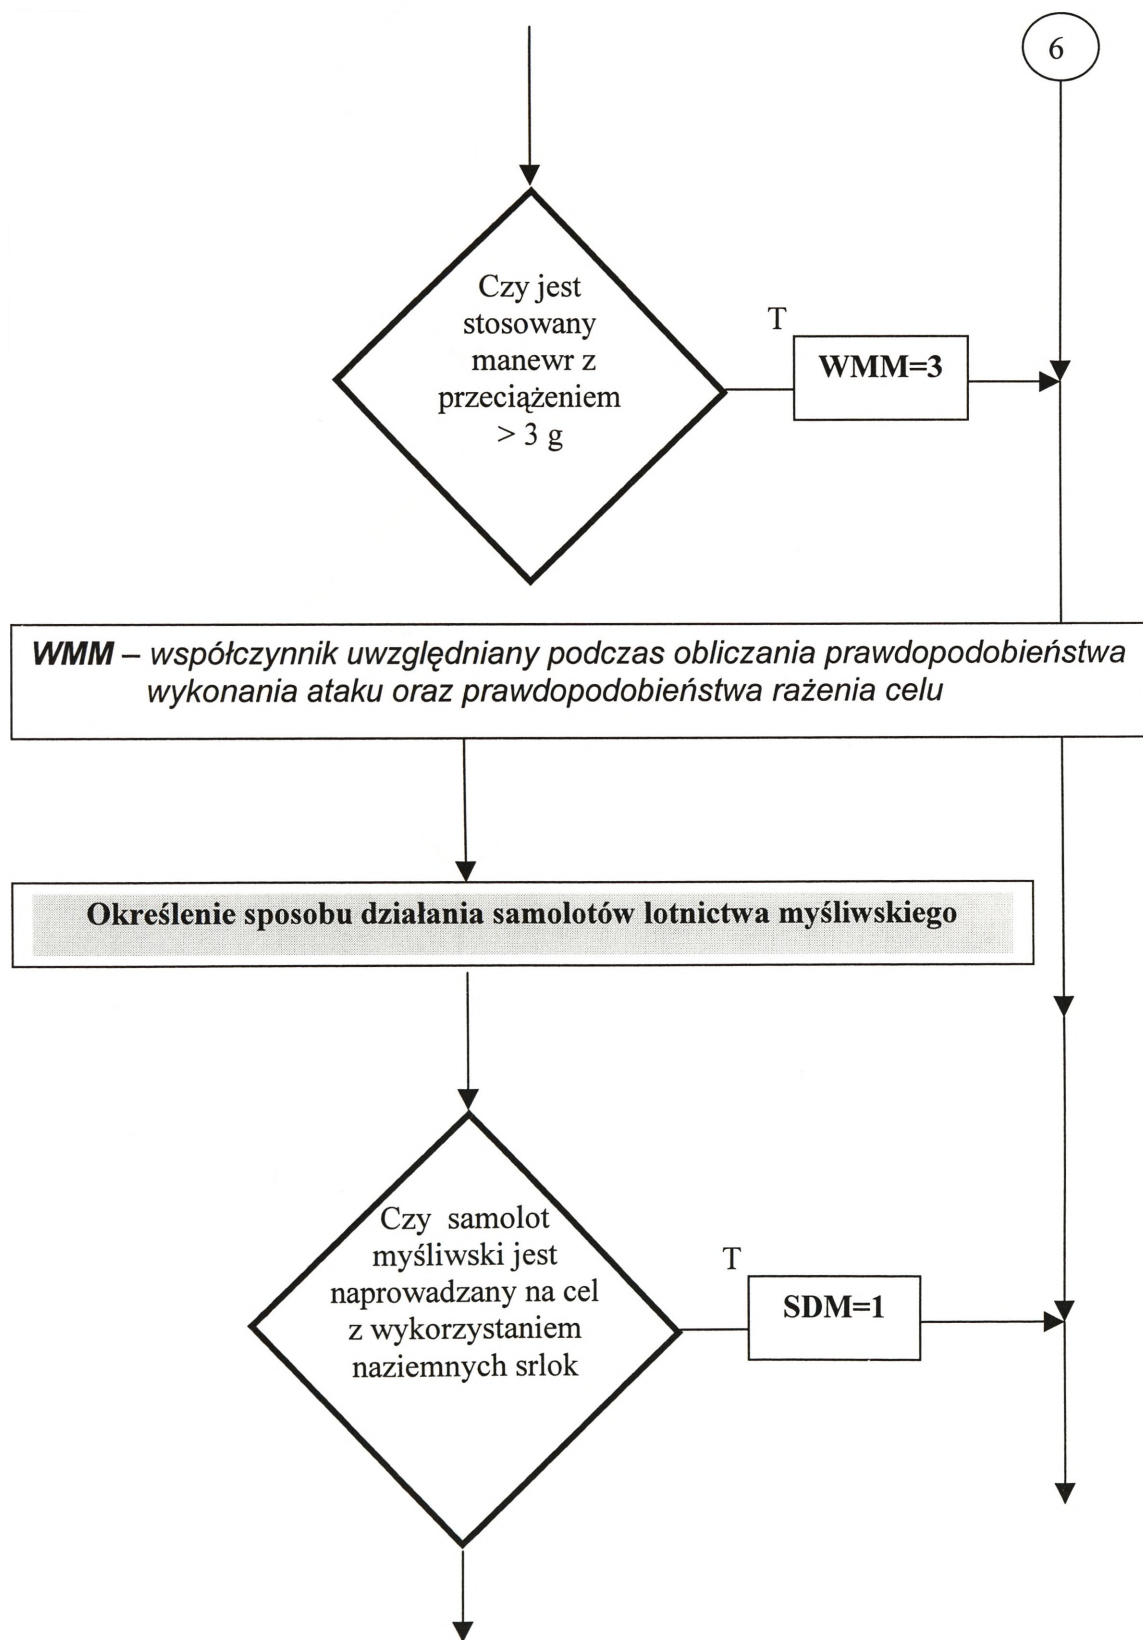 6
Czy jest
stosowany
manewr z
przeciążeniem
> 3 g
T
WMM=3
WMM – współczynnik uwzględniany podczas obliczania prawdopodobieństwa
wykonania ataku oraz prawdopodobieństwa rażenia celu
Określenie sposobu działania samolotów lotnictwa myśliwskiego
Czy samolot
myśliwski jest
naprowadzany na cel
z wykorzystaniem
naziemnych srlok
T
SDM=1